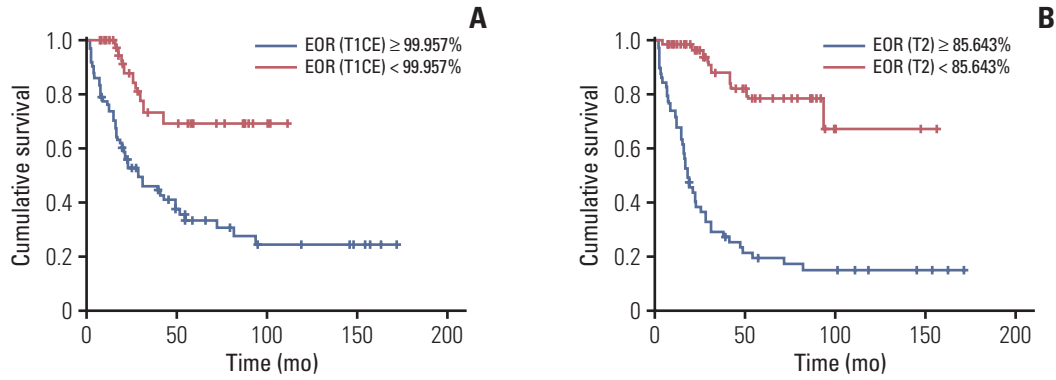 A
1.0
0.8
0.6
0.4
0.2
0
Cumulative survival
EOR (T1CE) ≥ 99.957%
EOR (T1CE) < 99.957%
0 50 100 150 200
Time (mo)
B
1.0
0.8
0.6
0.4
0.2
0
Cumulative survival
EOR (T2) ≥ 85.643%
EOR (T2) < 85.643%
0 50 100 150 200
Time (mo)